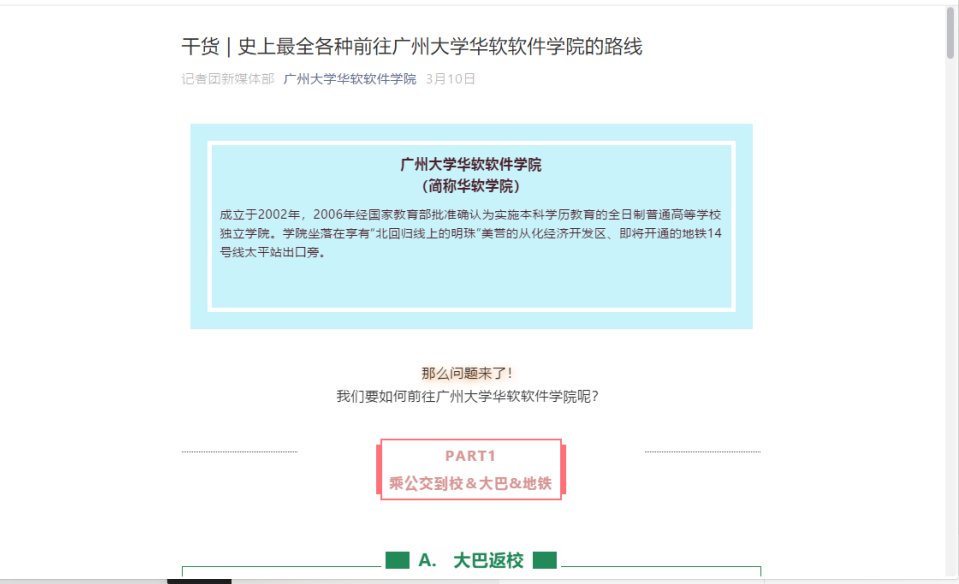 干货 | 史上最全各种前往广州大学华软软件学院的路线
记者团新媒体部 广州大学华软软件学院 3月10日
广州大学华软软件学院
（简称华软学院）
成立于2002年，2006年经国家教育部批准确认为实施本科学历教育的全日制普通高等学校
独立学院。学院坐落在享有“北回归线上的明珠”美誉的从化经济开发区、即将开通的地铁14
号线太平站出口旁。
那么问题来了！
我们要如何前往广州大学华软软件学院呢?
PART1
乘公交到校＆大巴&地铁
A. 大巴返校